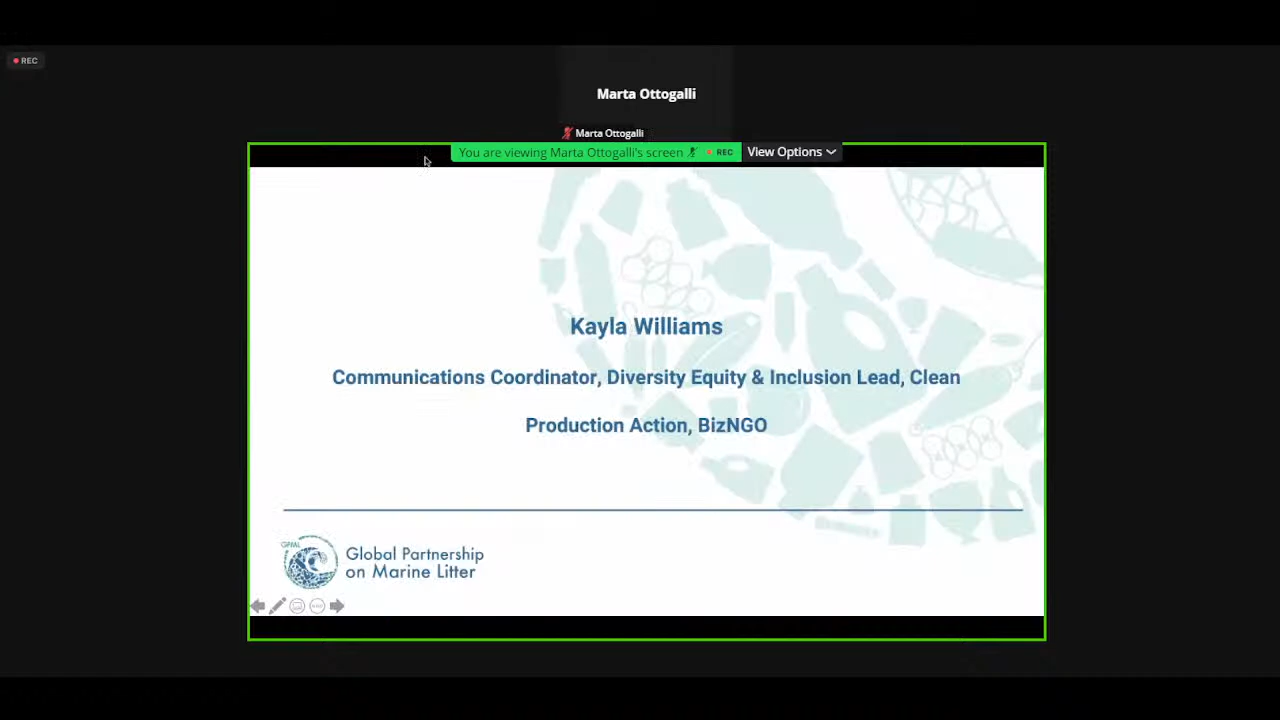 REC
Marta Ottogalli
Marta Ottogalli
You are viewing Marta Ottogalli's screen REC View Options
Kayla Williams
Communications Coordinator, Diversity Equity & Inclusion Lead, Clean
Production Action, BizNGO
GPML
Global Partnership
on Marine Litter